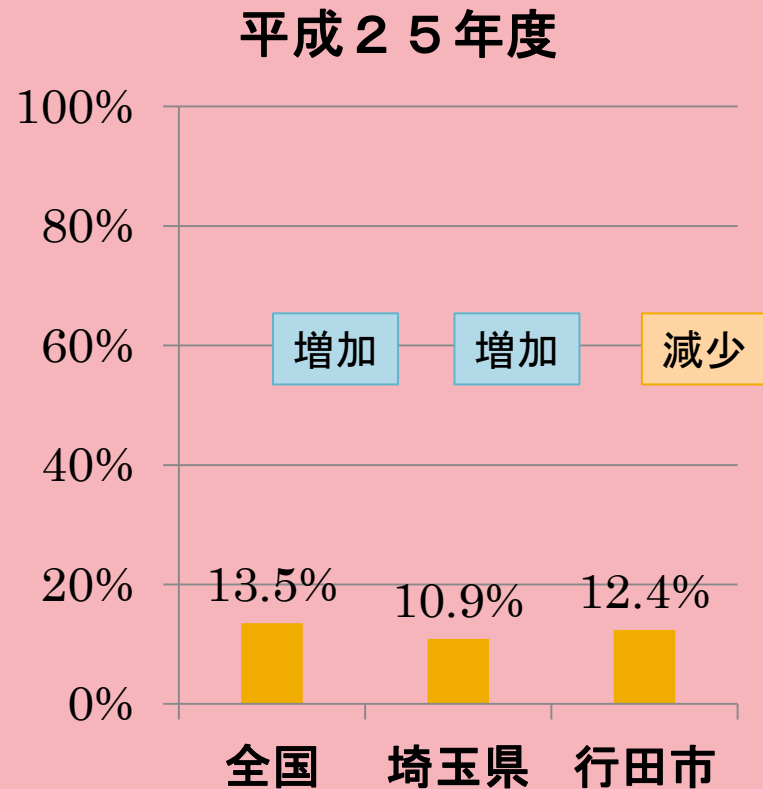 平成２５年度
100%
80%
60%
40%
20%
0%
増加
増加
減少
13.5%
10.9%
12.4%
全国
埼玉県
行田市